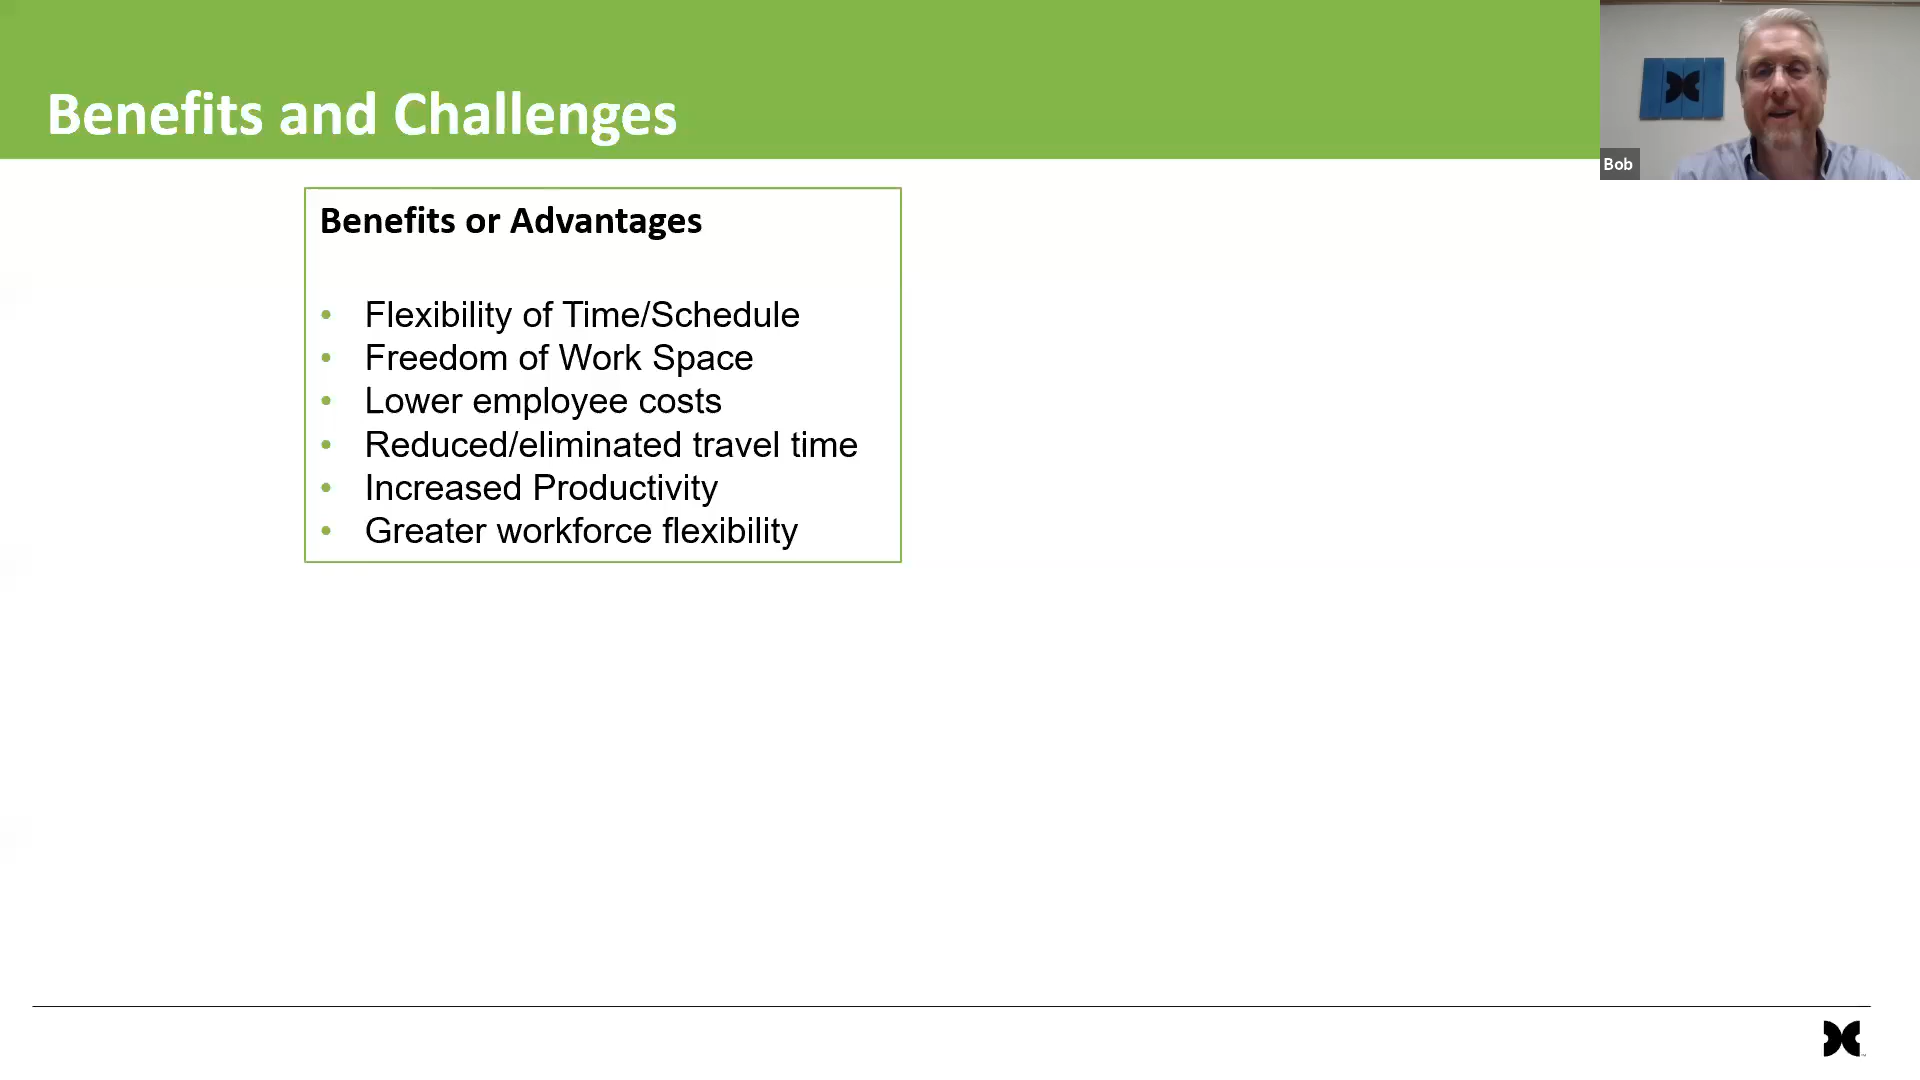 Benefits and Challenges
Bob
Benefits or Advantages
• Flexibility of Time/Schedule
• Freedom of Work Space
• Lower employee costs
• Reduced/eliminated travel time
• Increased Productivity
• Greater workforce flexibility